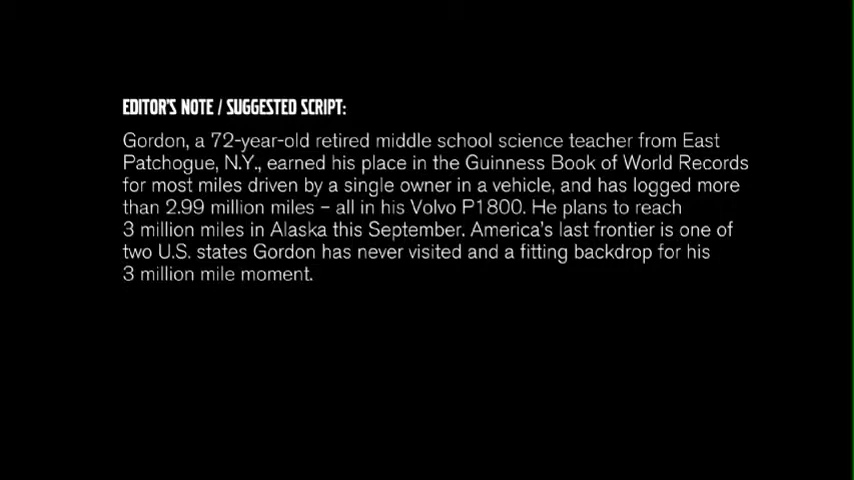 EDITOR'S NOTE / SUGGESTED SCRIPT:
Gordon, a 72-year-old retired middle school science teacher from East
Patchogue, N.Y., earned his place in the Guinness Book of World Records
for most miles driven by a single owner in a vehicle, and has logged more
than 2.99 million miles – all in his Volvo P1800. He plans to reach
3 million miles in Alaska this September. America's last frontier is one of
two U.S. states Gordon has never visited and a fitting backdrop for his
3 million mile moment.